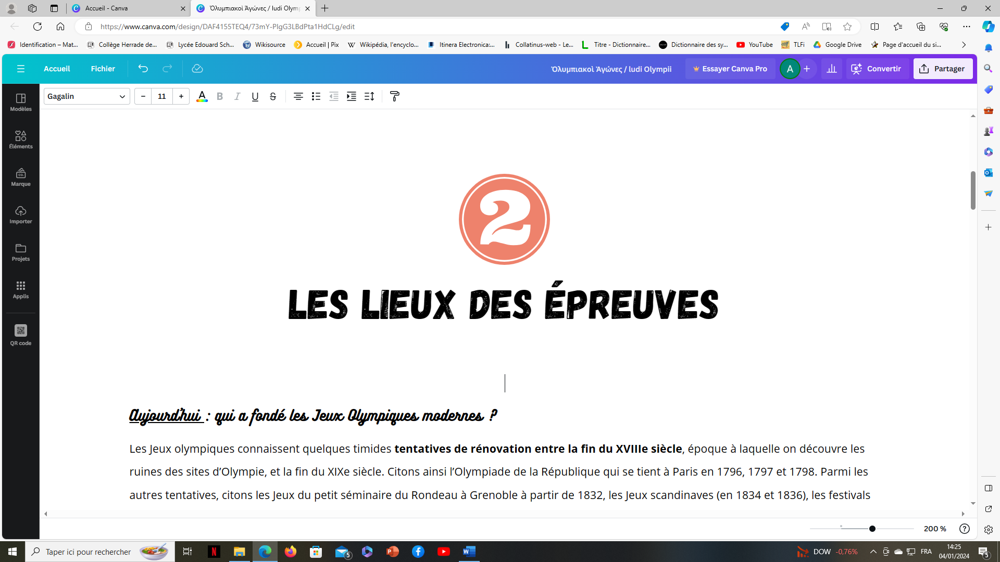 Accueil - Canva
Ὀλυμπιακοὶ Ἀγώνες / ludi Olymp
https://www.canva.com/design/DAF4155TEQ4/73mY-PIgG3LBdPta1HdCLg/edit
Identification – Mat... Collège Herrade de... Lycée Edouard Sch... Wikisource Accueil | Pix Wikipédia, l'encyclo... Itinera Electronica:... Collatinus-web - Le... Titre - Dictionnaire... Dictionnaire des sy... YouTube TLFi Google Drive Page d'accueil du si...
Accueil Fichier Ὀλυμπιακοὶ Ἀγώνες / ludi Olympii Essayer Canva Pro A Convertir Partager
Gagalin 11 A B I U S
Modèles
Éléments
CO.
Marque
Importer
Projets
Applis
QR code
2
LES LIEUX DES ÉPREUVES
Aujourd'hui : qui a fondé les Jeux Olympiques modernes ?
Les Jeux olympiques connaissent quelques timides tentatives de rénovation entre la fin du XVIIIe siècle, époque à laquelle on découvre les
ruines des sites d’Olympie, et la fin du XIXe siècle. Citons ainsi l’Olympiade de la République qui se tient à Paris en 1796, 1797 et 1798. Parmi les
autres tentatives, citons les Jeux du petit séminaire du Rondeau à Grenoble à partir de 1832, les Jeux scandinaves (en 1834 et 1836), les festivals
200 %
Taper ici pour rechercher
5
DOW -0,76%
FRA
14:25
04/01/2024
5